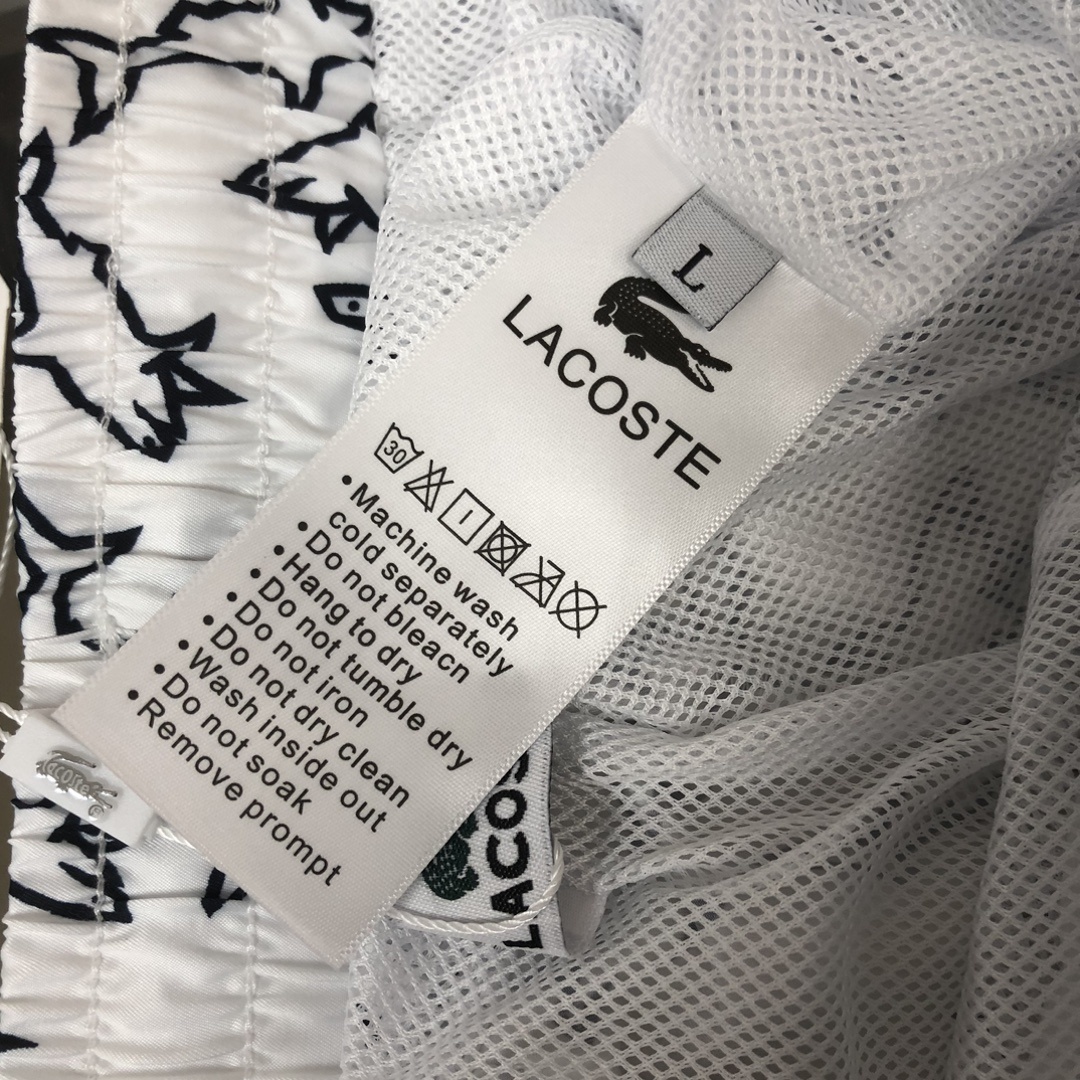 L
LACOSTE
30
•Machine wash
cold separately
•Do not bleacn
•Hang to dry
•Do not tumble dry
•Do not iron
•Do not dry clean
•Wash inside out
•Do not soak
•Remove prompt
LACOS